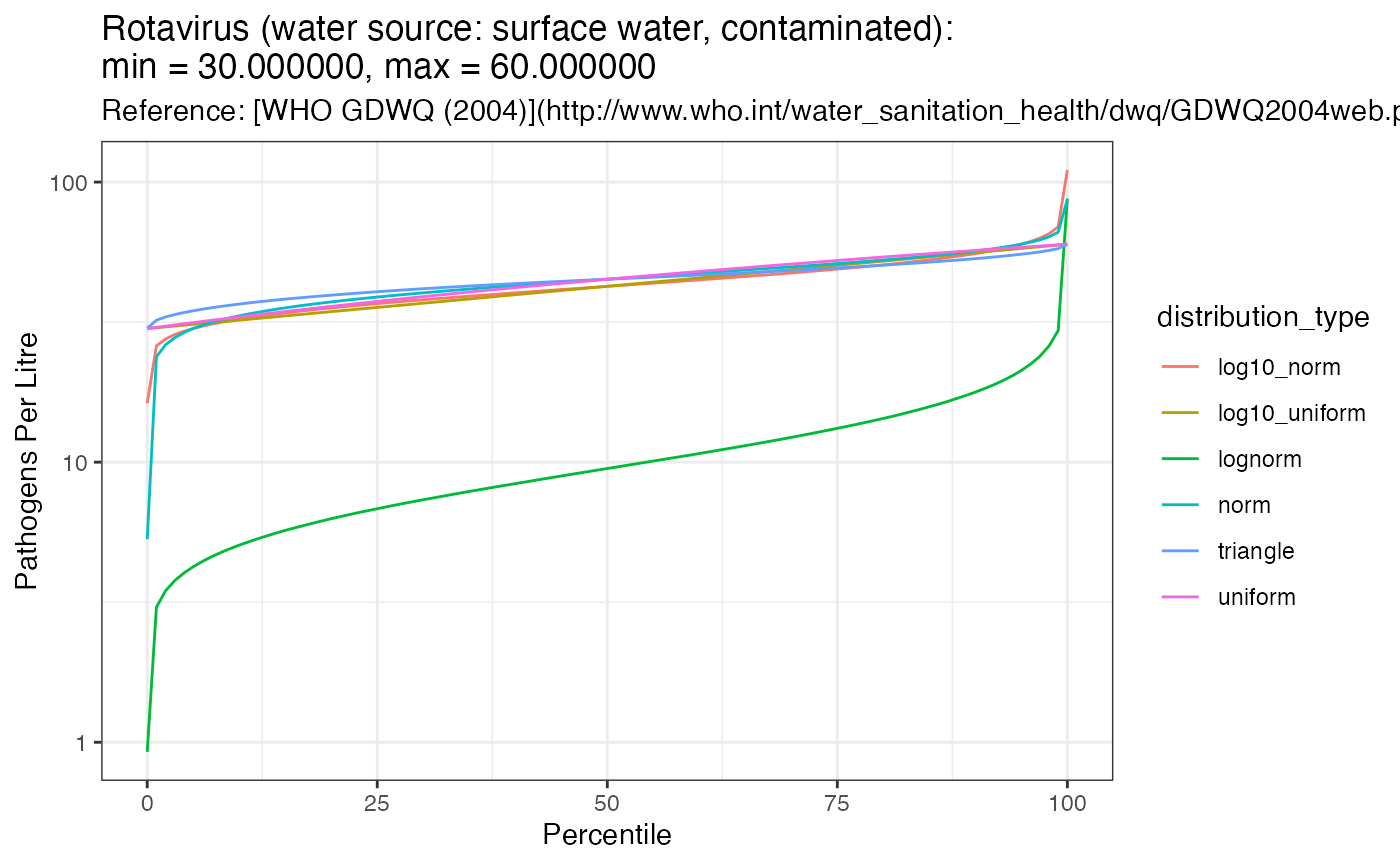 Rotavirus (water source: surface water, contaminated):
min = 30.000000, max = 60.000000
Reference: [WHO GDWQ (2004)](http://www.who.int/water_sanitation_health/dwq/GDWQ2004web.p
Pathogens Per Litre
100
10
1
0
25
50
75
100
Percentile
distribution_type
log10_norm
log10_uniform
lognorm
norm
triangle
uniform